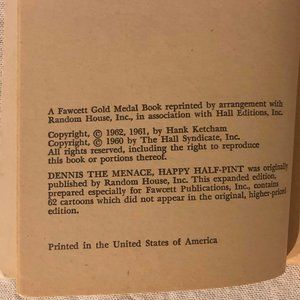 A Fawcett Gold Medal Book reprinted by arrangement with
Random House, Inc., in association with Hall Editions, Inc.
Copyright, © 1962, 1961, by Hank Ketcham
Copyright, © 1960 by The Hall Syndicate, Inc.
All rights reserved, including the right to reproduce
this book or portions thereof.
DENNIS THE MENACE, HAPPY HALF-PINT was originally
published by Random House, Inc. This expanded edition,
prepared especially for Fawcett Publications, Inc., contains
62 cartoons which did not appear in the original, higher-priced
edition.
Printed in the United States of America